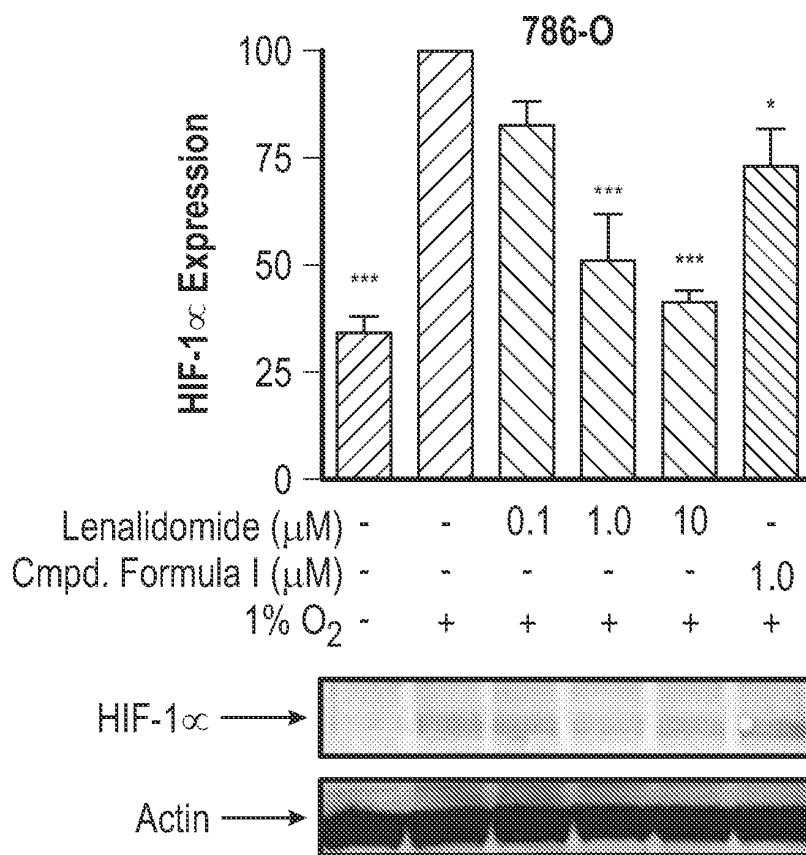 786-O
100
75
50
25
0
HIF-1∝ Expression
***
***
***
*
Lenalidomide (μM) - - 0.1 1.0 10 -
Cmpd. Formula I (μM) - - - - - 1.0
1% O₂ - + + + + +
HIF-1∝
Actin